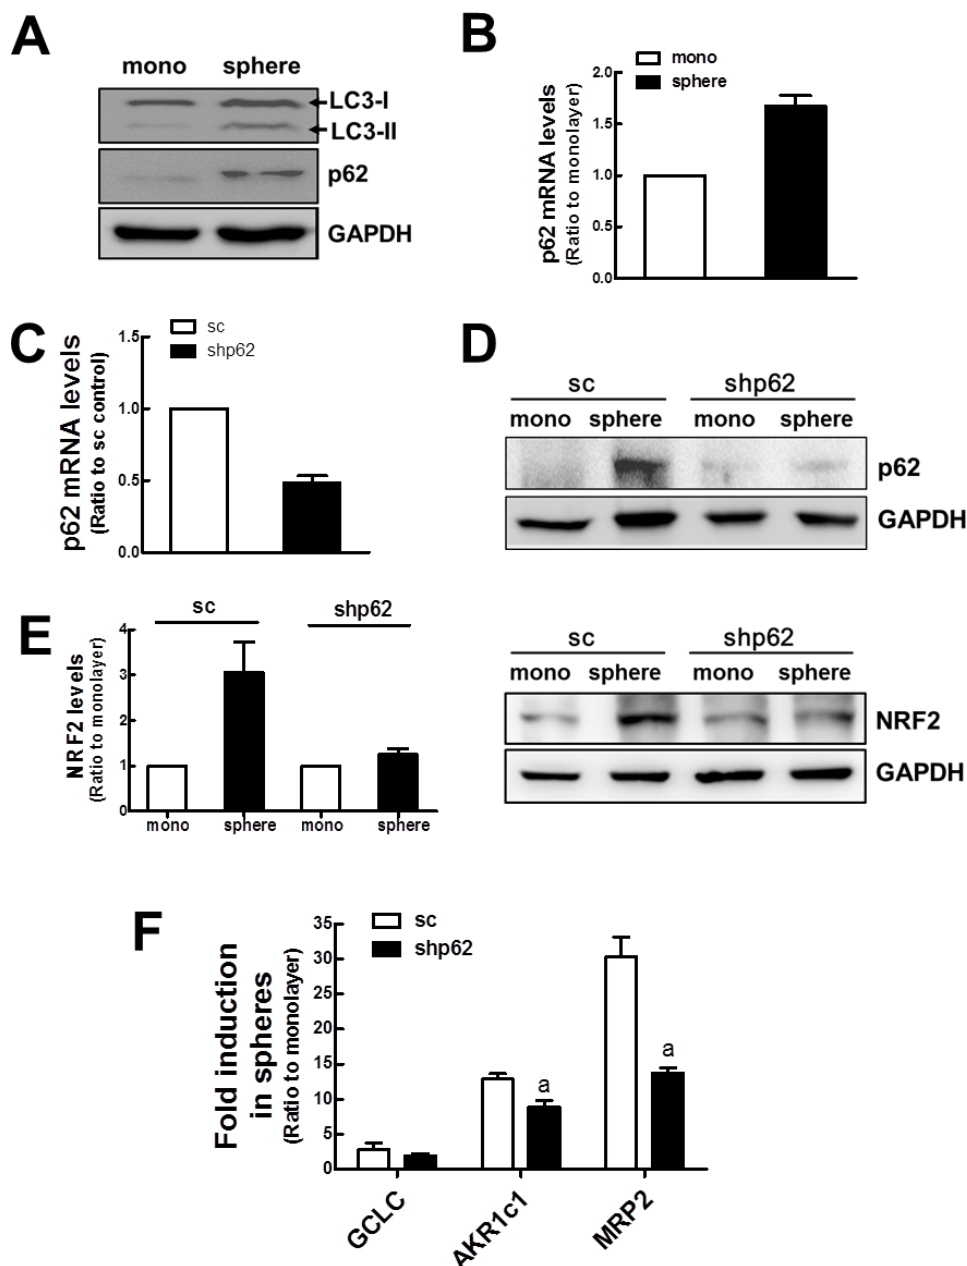 A
mono sphere
LC3-I
LC3-II
p62
GAPDH
B
mono
sphere
p62 mRNA levels
(Ratio to monolayer)
2.0
1.5
1.0
0.5
0.0
C
sc
shp62
p62 mRNA levels
(Ratio to sc control)
1.5
1.0
0.5
0.0
D
sc shp62
mono sphere mono sphere
p62
GAPDH
sc shp62
mono sphere mono sphere
NRF2
GAPDH
E
sc shp62
NRF2 levels
(Ratio to monolayer)
4
3
2
1
0
mono sphere mono sphere
F
sc
shp62
Fold induction
in spheres
(Ratio to monolayer)
35
30
25
20
15
10
5
0
a
a
GCLC
AKR1c1
MRP2